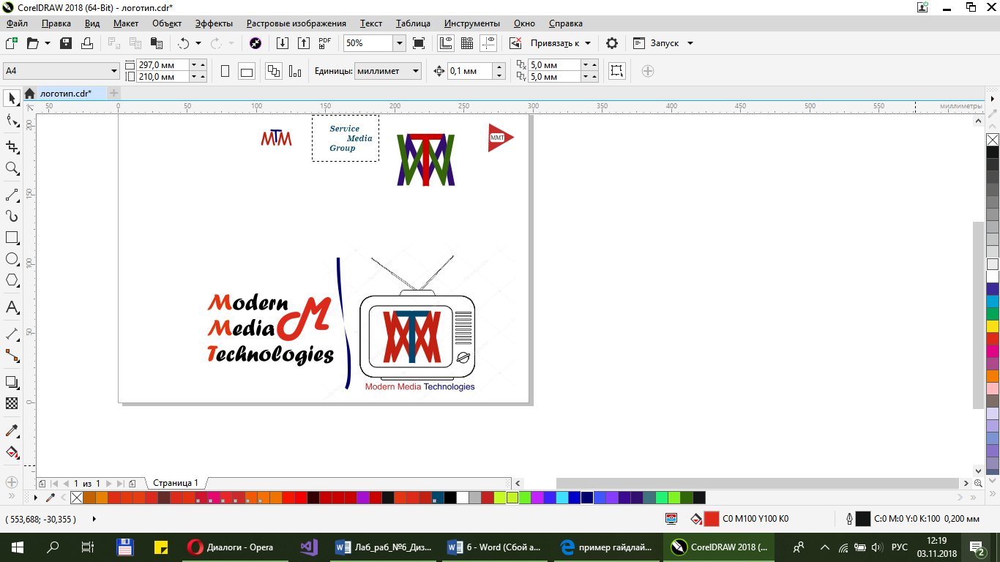 CorelDRAW 2018 (64-Bit) - логотип.cdr*
Файл Правка Вид Макет Объект Эффекты Растровые изображения Текст Таблица Инструменты Окно Справка
PDF 50% Привязать к Запуск
A4 297,0 мм 210,0 мм Единицы: миллимет 0,1 мм 5,0 мм 5,0 мм
логотип.cdr*
50 0 50 100 150 200 250 300 350 400 450 500 550 миллиметры
200
150
100
50
0
MTM
Service
Media
Group
MMT
Modern
Media
Technologies
M
Modern Media Technologies
1 из 1 Страница 1
( 553,688; -30,355 ) C0 M100 Y100 K0 C:0 M:0 Y:0 K:100 0,200 мм
Диалоги - Opera Лаб_раб_№6_Диз... 6 - Word (Сбой а... пример гайдлай... CorelDRAW 2018 (... РУС 12:19 03.11.2018 2